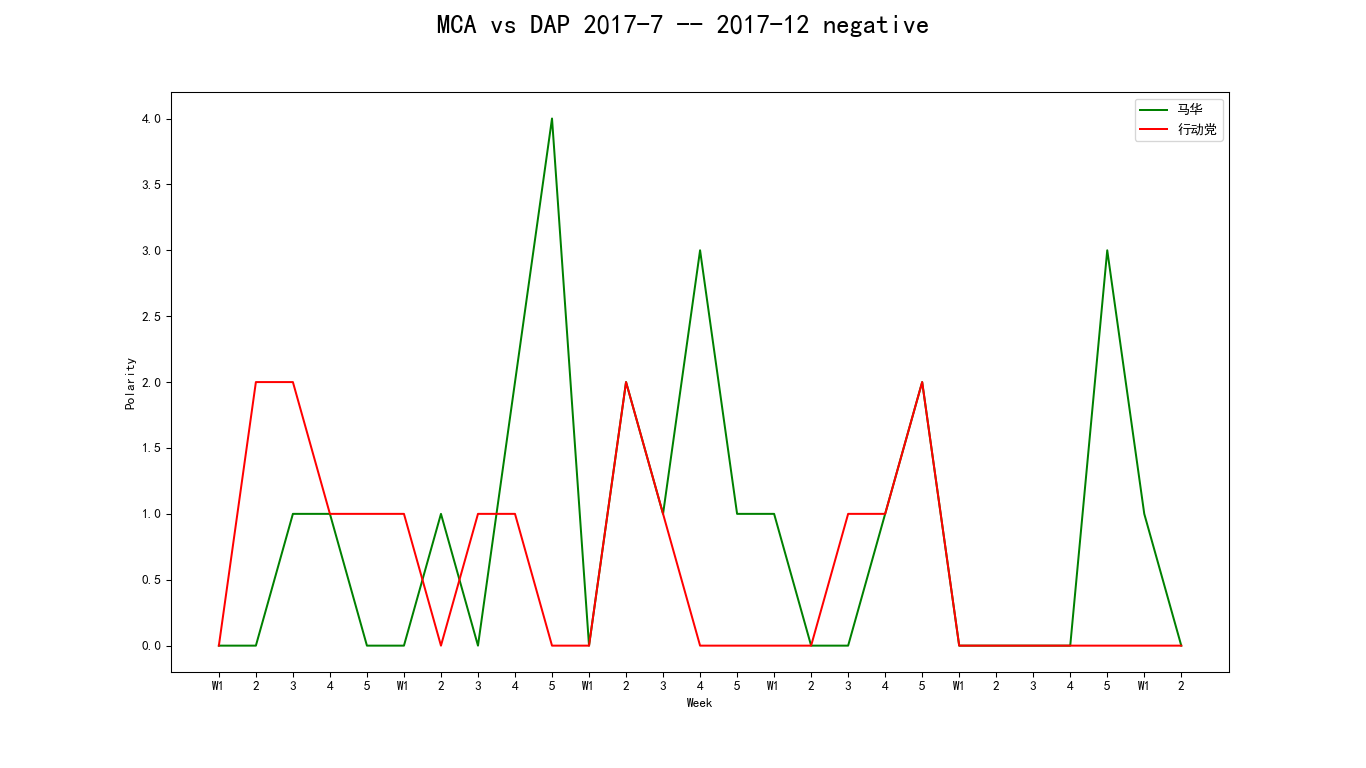 MCA vs DAP 2017-7 -- 2017-12 negative
马华
行动党
4.0
3.5
3.0
2.5
2.0
1.5
1.0
0.5
0.0
Polarity
W1 2 3 4 5 W1 2 3 4 5 W1 2 3 4 5 W1 2 3 4 5 W1 2 3 4 5 W1 2
Week